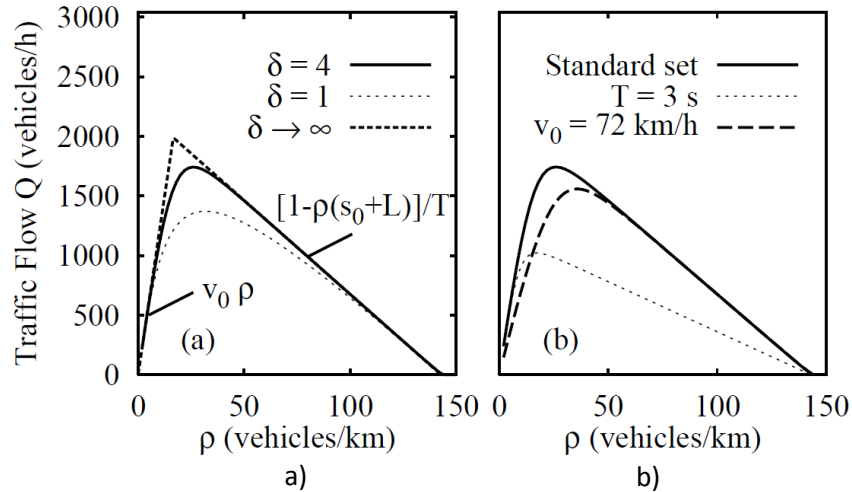 Traffic Flow Q (vehicles/h)
3000
2500
2000
1500
1000
500
0
δ = 4
δ = 1
δ → ∞
[1-ρ(s₀+L)]/T
v₀ ρ
(a)
0 50 100 150
ρ (vehicles/km)
a)
Standard set
T = 3 s
v₀ = 72 km/h
(b)
0 50 100 150
ρ (vehicles/km)
b)